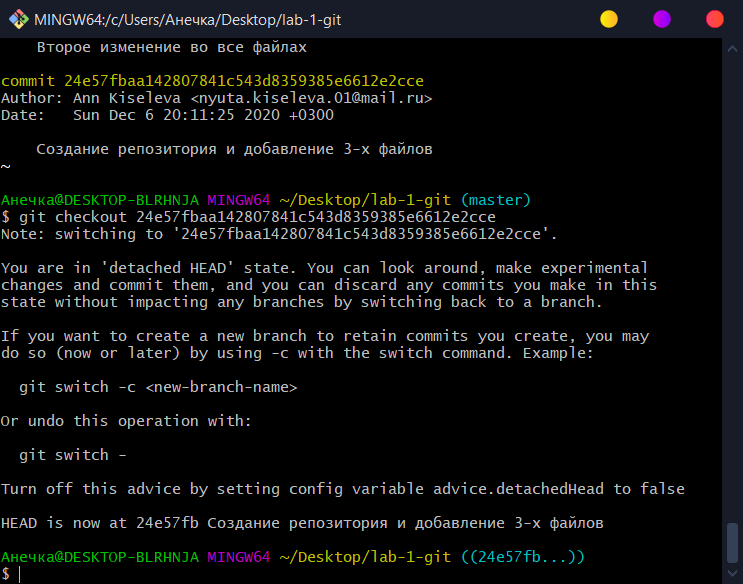 MINGW64:/c/Users/Анечка/Desktop/lab-1-git
Второе изменение во все файлах
commit 24e57fbaa142807841c543d8359385e6612e2cce
Author: Ann Kiseleva <nyuta.kiseleva.01@mail.ru>
Date:   Sun Dec 6 20:11:25 2020 +0300
Создание репозитория и добавление 3-х файлов
~
Анечка@DESKTOP-BLRHNJA MINGW64 ~/Desktop/lab-1-git (master)
$ git checkout 24e57fbaa142807841c543d8359385e6612e2cce
Note: switching to '24e57fbaa142807841c543d8359385e6612e2cce'.
You are in 'detached HEAD' state. You can look around, make experimental
changes and commit them, and you can discard any commits you make in this
state without impacting any branches by switching back to a branch.
If you want to create a new branch to retain commits you create, you may
do so (now or later) by using -c with the switch command. Example:
git switch -c <new-branch-name>
Or undo this operation with:
git switch -
Turn off this advice by setting config variable advice.detachedHead to false
HEAD is now at 24e57fb Создание репозитория и добавление 3-х файлов
Анечка@DESKTOP-BLRHNJA MINGW64 ~/Desktop/lab-1-git ((24e57fb...))
$